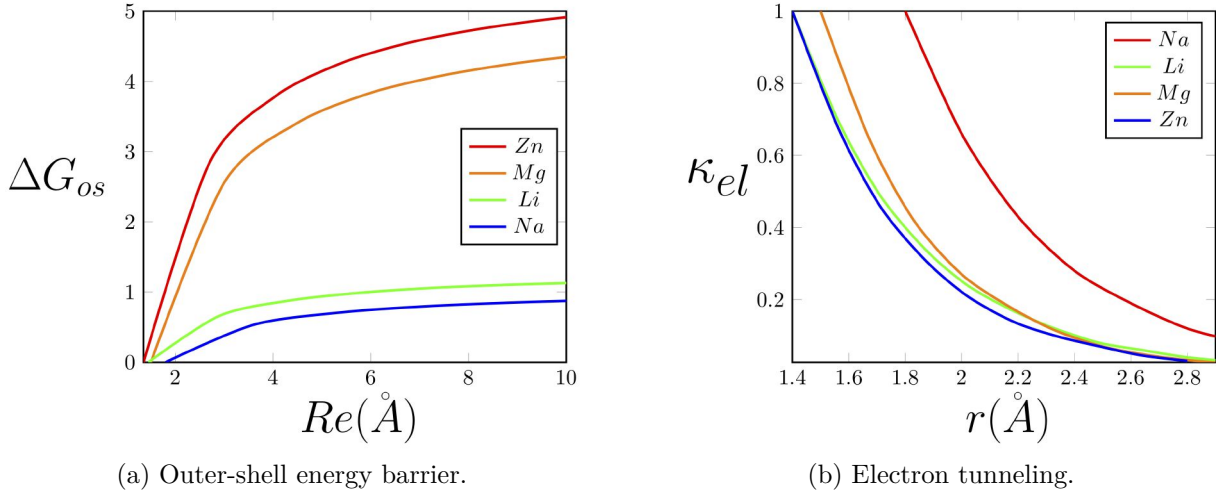 5
4
3
2
1
0
ΔG_os
Zn
Mg
Li
Na
2
4
6
8
10
Re(Å)
(a) Outer-shell energy barrier.
1
0.8
0.6
0.4
0.2
κ_el
Na
Li
Mg
Zn
1.4
1.6
1.8
2
2.2
2.4
2.6
2.8
r(Å)
(b) Electron tunneling.